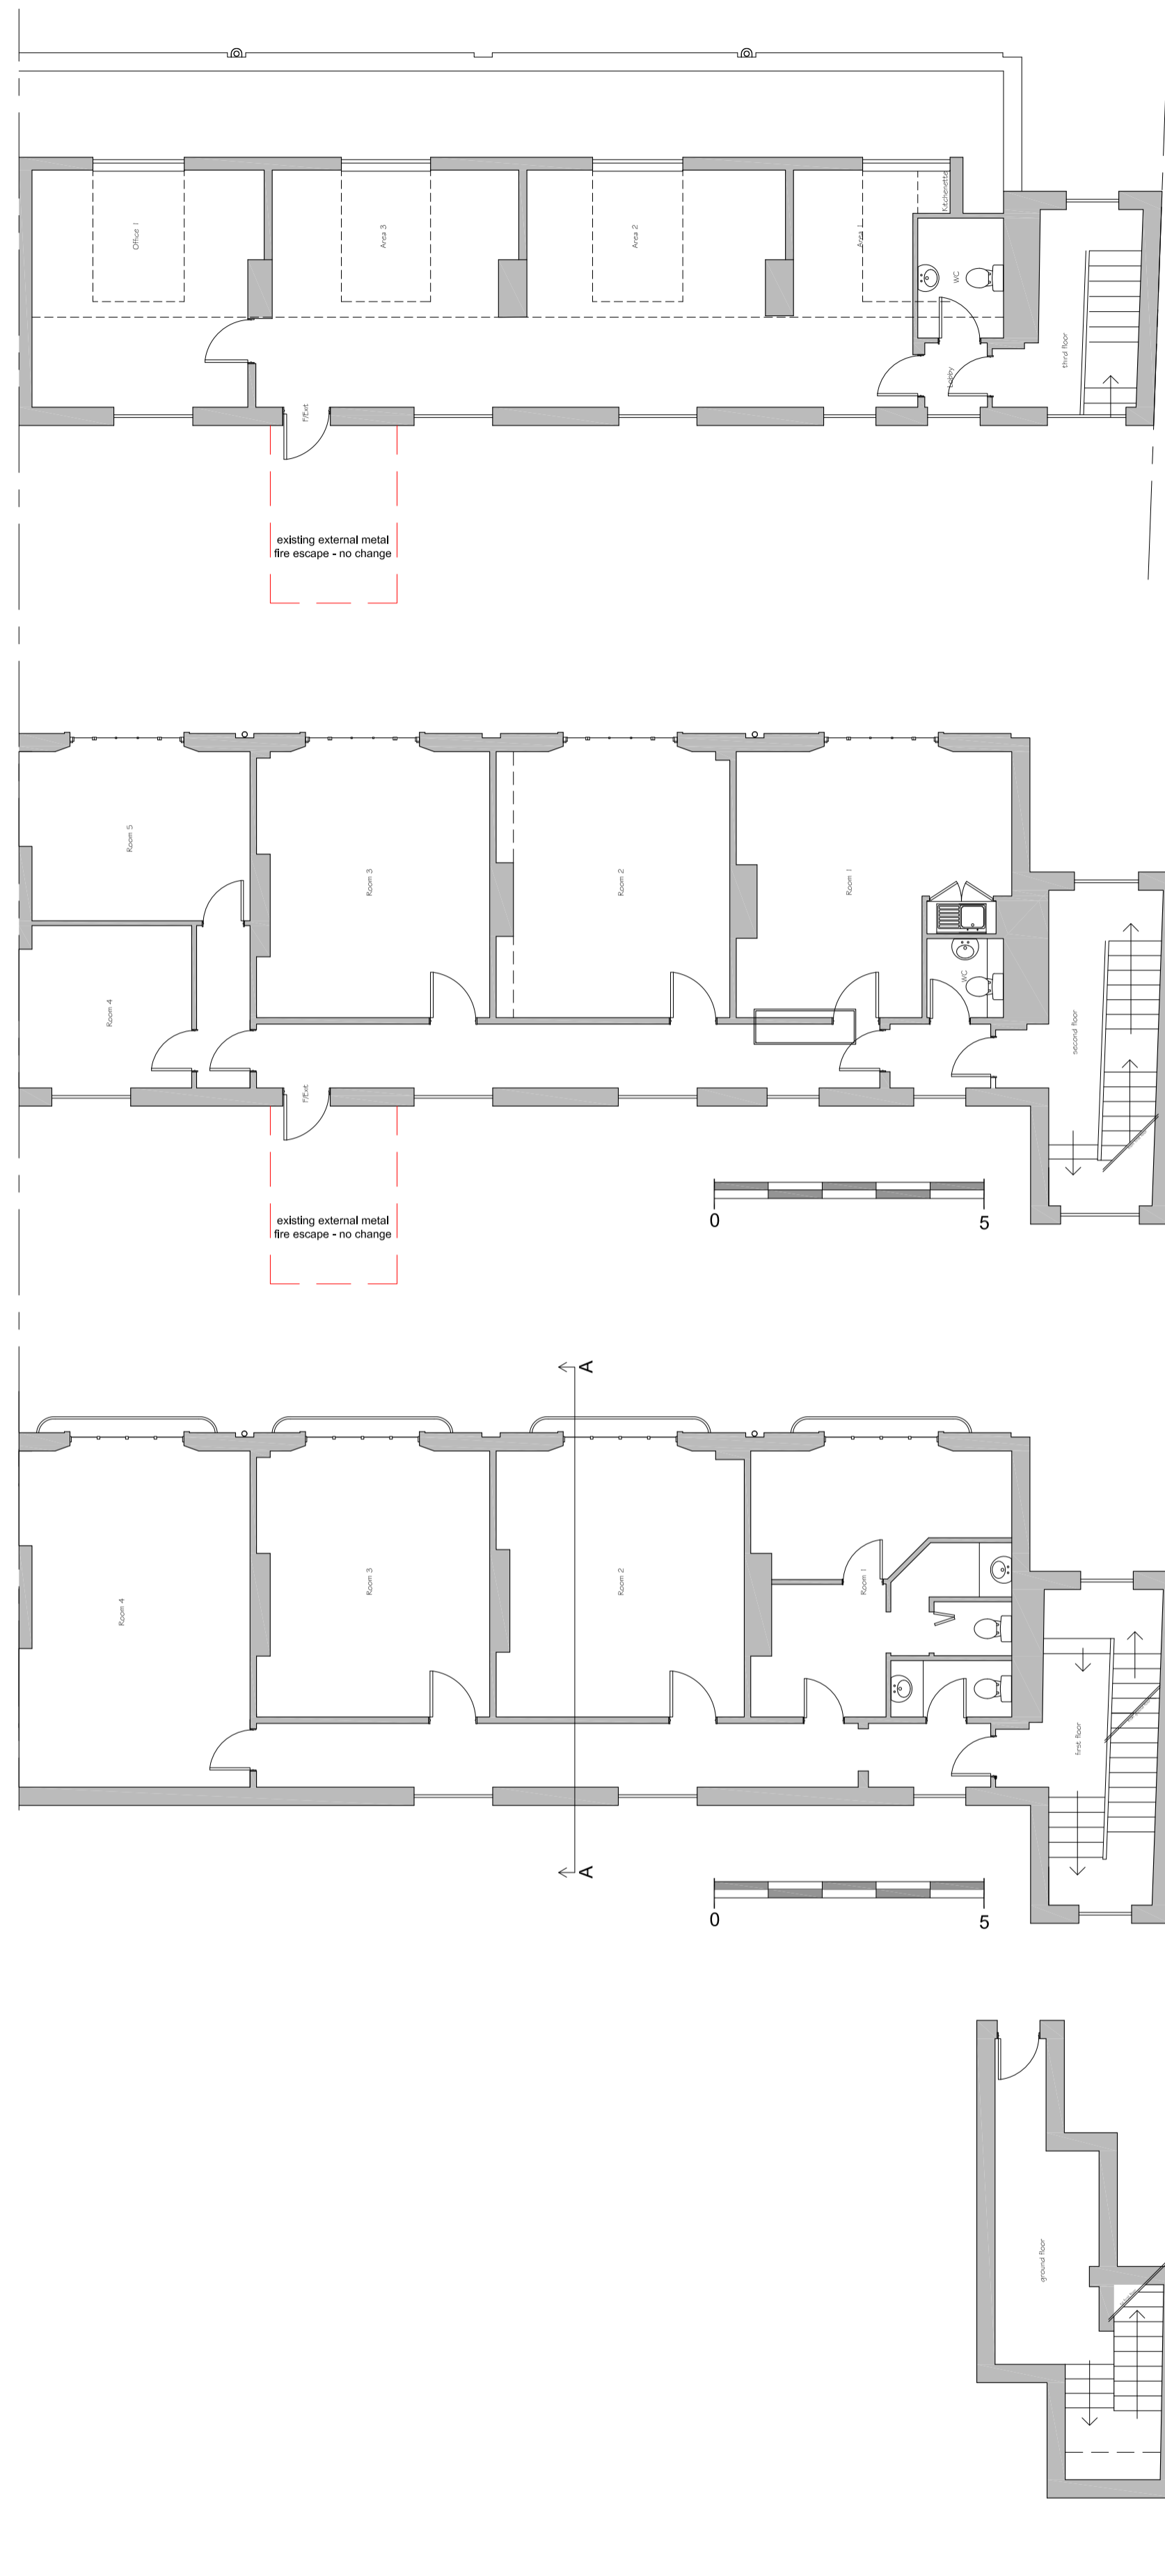 Office 1
Area 3
Area 2
Area 1
Kitchenette
WC
Lobby
third floor
F/Exit
existing external metal
fire escape - no change
Room 5
Room 3
Room 2
Room 1
Room 4
WC
second floor
F/Exit
0 5
existing external metal
fire escape - no change
A
Room 4
Room 3
Room 2
Room 1
first floor
A
0 5
ground floor